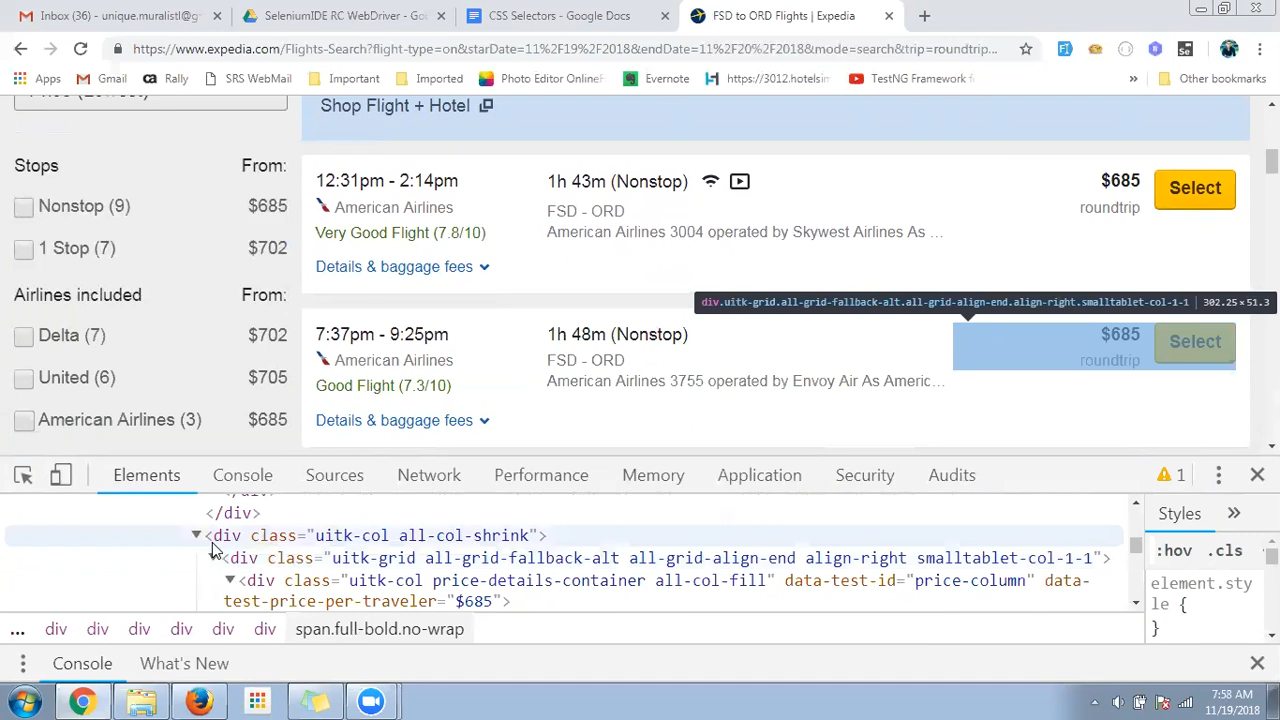 Inbox (36) - unique.muralistl@g
SeleniumIDE RC WebDriver - Go
CSS Selectors - Google Docs
FSD to ORD Flights | Expedia
https://www.expedia.com/Flights-Search?flight-type=on&starDate=11%2F19%2F2018&endDate=11%2F20%2F2018&mode=search&trip=roundtrip...
Apps
Gmail
ca Rally
SRS WebMail
Important
Imported
Photo Editor Online
Evernote
https://3012.hotelsim
TestNG Framework f
»
Other bookmarks
Shop Flight + Hotel
Stops From:
Nonstop (9) $685
1 Stop (7) $702
Airlines included From:
Delta (7) $702
United (6) $705
American Airlines (3) $685
12:31pm - 2:14pm 1h 43m (Nonstop) $685 Select
American Airlines FSD - ORD roundtrip
Very Good Flight (7.8/10) American Airlines 3004 operated by Skywest Airlines As ...
Details & baggage fees
div.uitk-grid.all-grid-fallback-alt.all-grid-align-end.align-right.smalltablet-col-1-1 | 302.25×51.3
7:37pm - 9:25pm 1h 48m (Nonstop) $685 Select
American Airlines FSD - ORD roundtrip
Good Flight (7.3/10) American Airlines 3755 operated by Envoy Air As Americ...
Details & baggage fees
Elements Console Sources Network Performance Memory Application Security Audits 1
</div>
<div class="uitk-col all-col-shrink">
<div class="uitk-grid all-grid-fallback-alt all-grid-align-end align-right smalltablet-col-1-1">
<div class="uitk-col price-details-container all-col-fill" data-test-id="price-column" data-
test-price-per-traveler="$685">
Styles »
:hov .cls
element.sty
le {
}
... div div div div div div span.full-bold.no-wrap
Console What's New
7:58 AM
11/19/2018